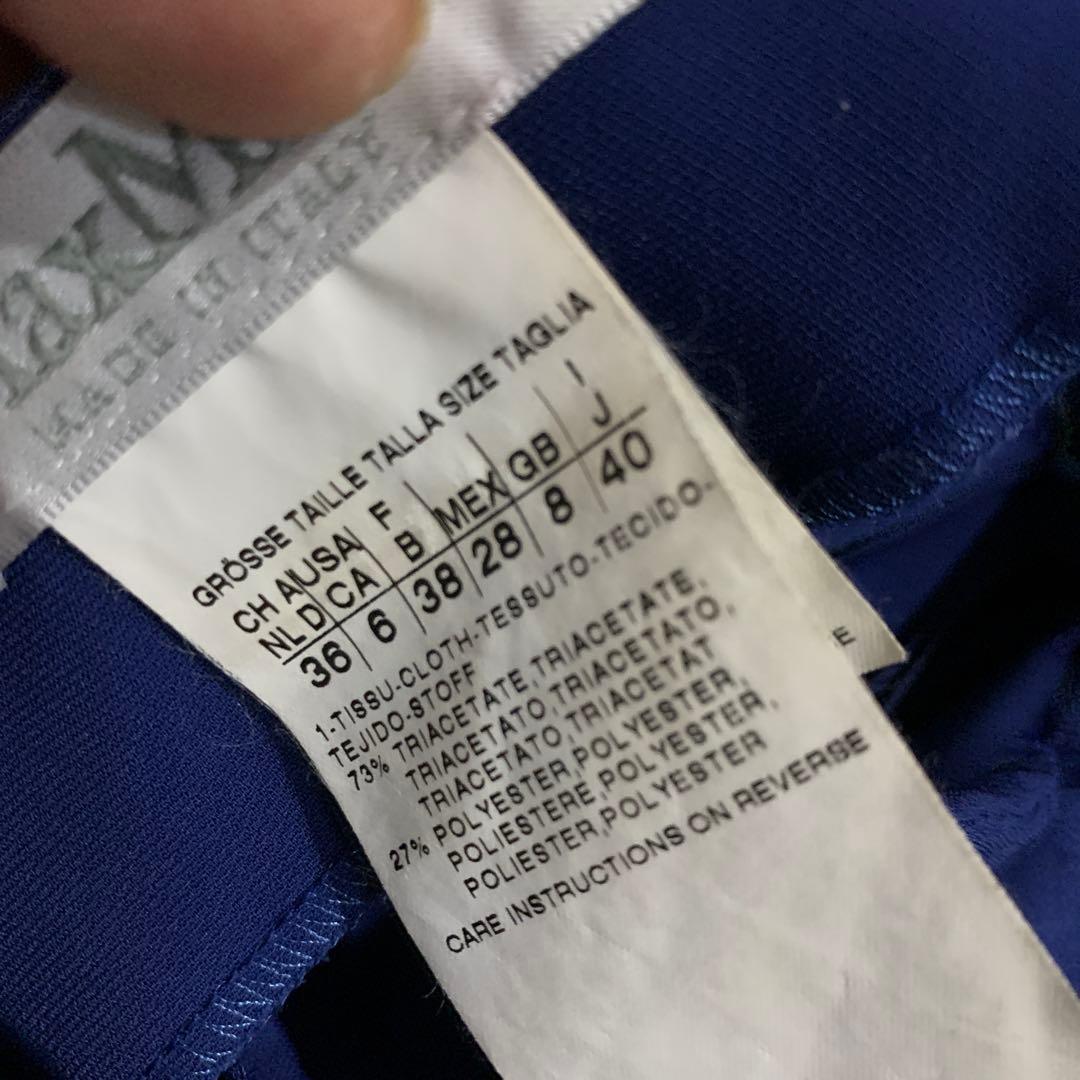 MADE IN ITALY
GRÖSSE TAILLE TALLA SIZE TAGLIA
CH A USA F MEX GB I
NL D CA B J
36 6 38 28 8 40
1-TISSU-CLOTH-TESSUTO-TECIDO-
TEJIDO-STOFF
73% TRIACETATE,TRIACETATE,
TRIACETATO,TRIACETATO,
TRIACETATO,TRIACETAT
27% POLYESTER,POLYESTER,
POLIESTERE,POLYESTER,
POLIESTER,POLYESTER
CARE INSTRUCTIONS ON REVERSE
E